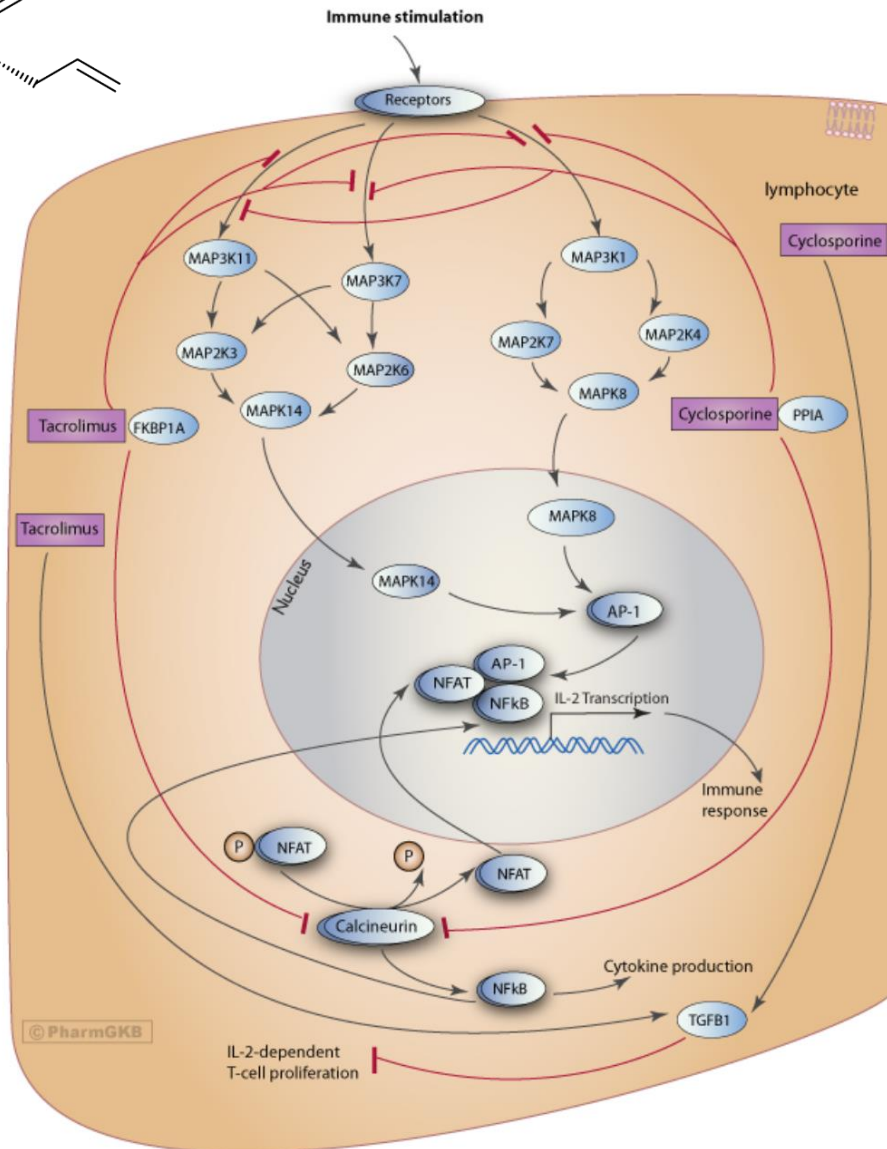 Immune stimulation
Receptors
lymphocyte
Cyclosporine
MAP3K11
MAP3K7
MAP3K1
MAP2K3
MAP2K6
MAP2K7
MAP2K4
MAPK14
MAPK8
Tacrolimus
FKBP1A
Cyclosporine
PPIA
Tacrolimus
MAPK8
Nucleus
MAPK14
AP-1
AP-1
NFAT
NFkB
IL-2 Transcription
Immune
response
P
NFAT
P
NFAT
Calcineurin
NFkB
Cytokine production
TGFB1
© PharmGKB
IL-2-dependent
T-cell proliferation